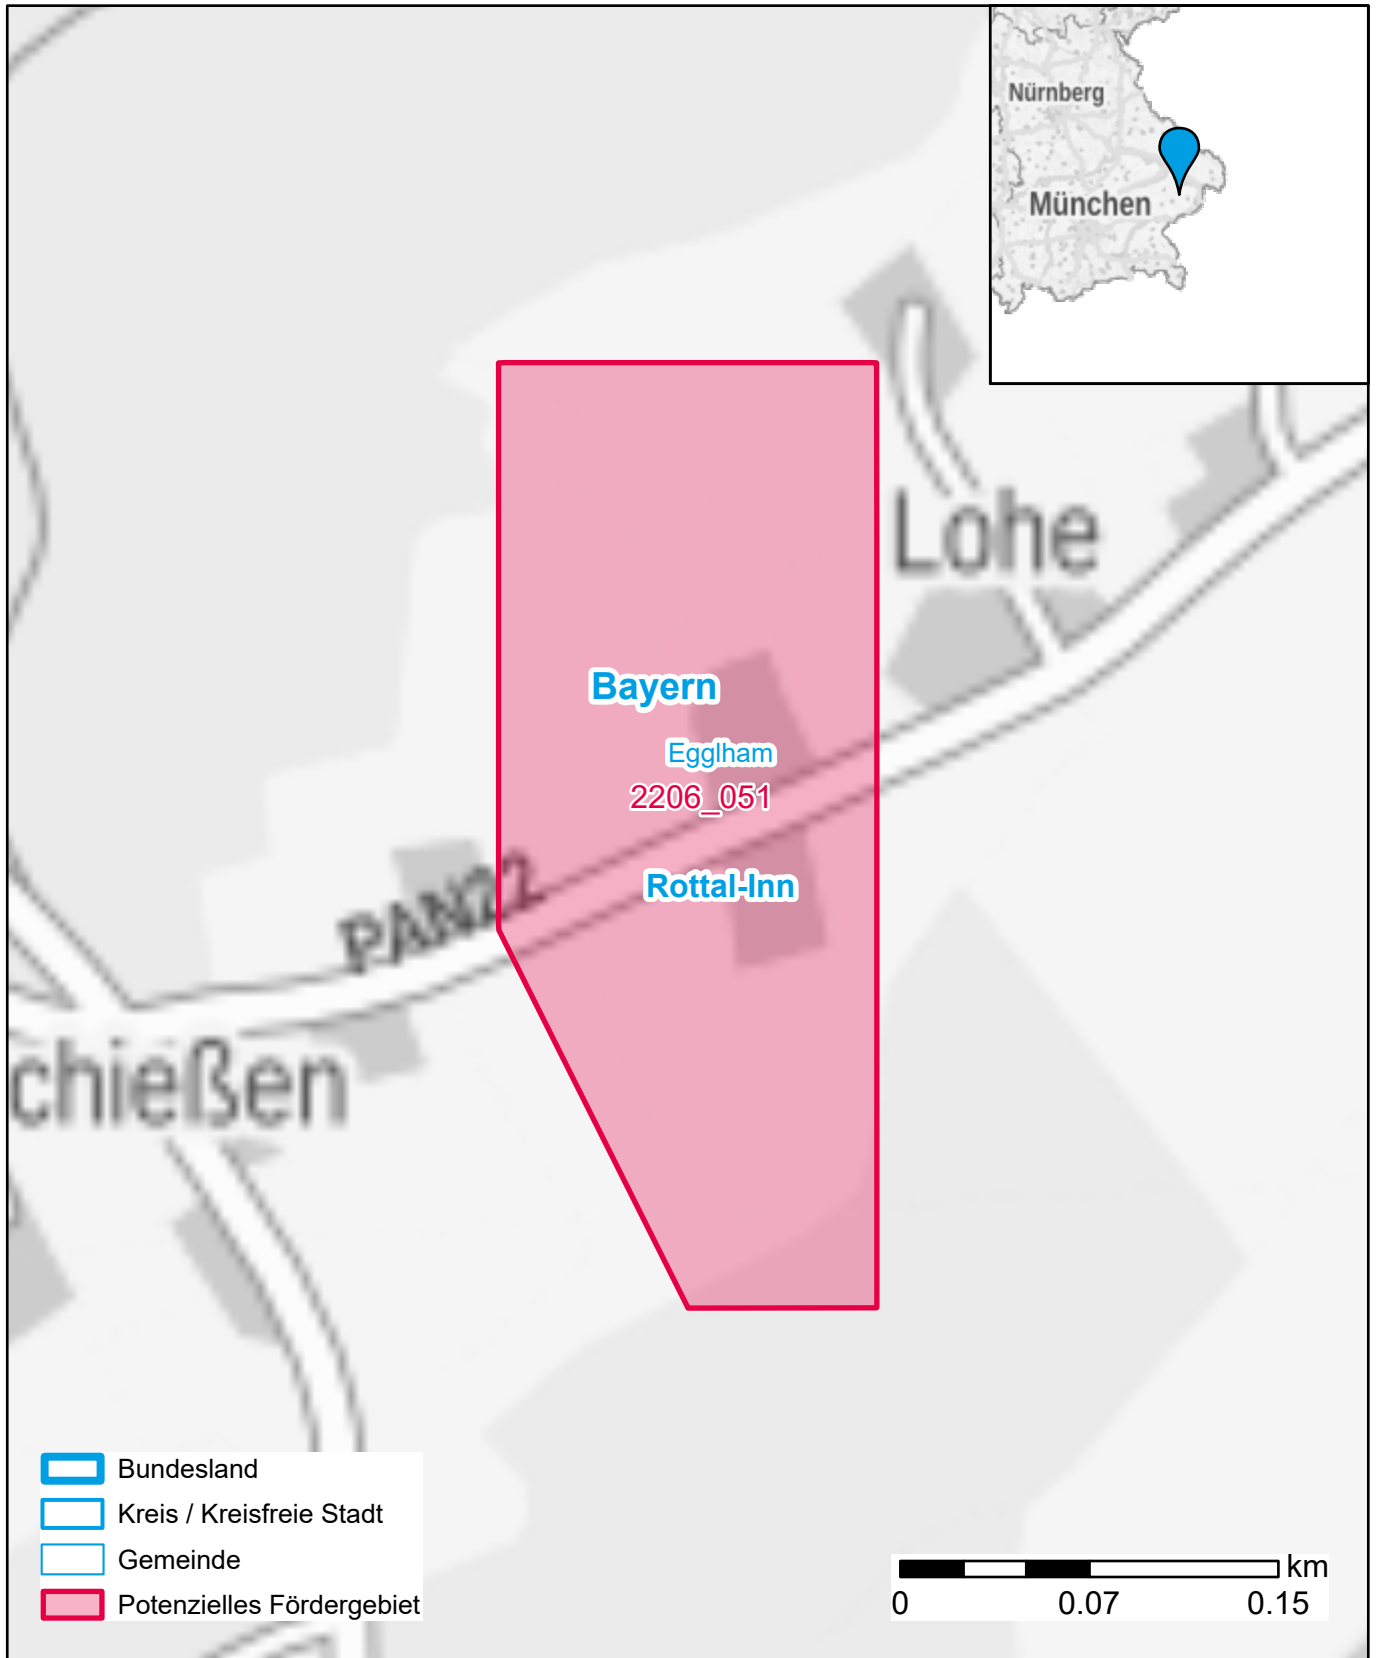 Nürnberg
München
Lohe
Bayern
Egglham
2206_051
Rottal-Inn
PAN22
chießen
Bundesland
Kreis / Kreisfreie Stadt
Gemeinde
Potenzielles Fördergebiet
km
0 0.07 0.15